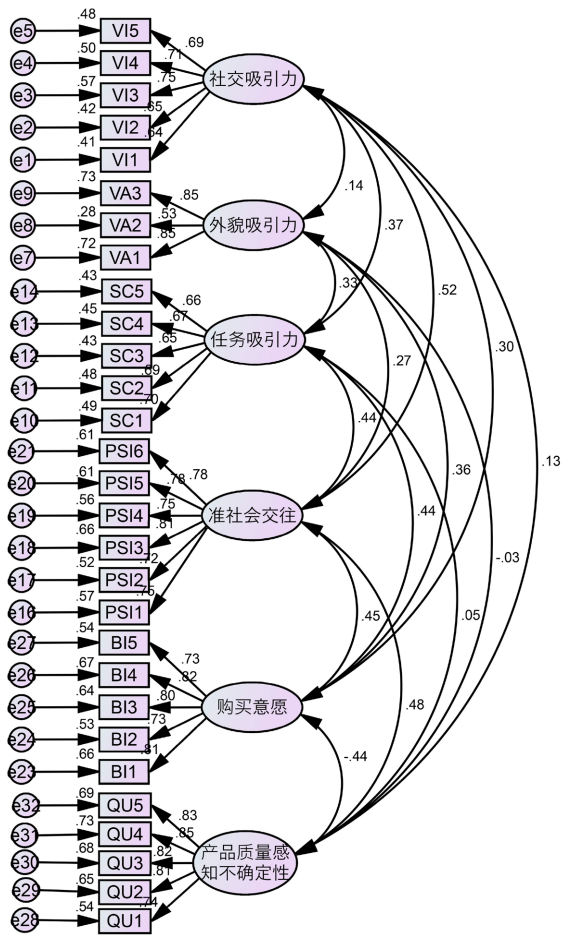 .48
e5 VI5
.69
.50
e4 VI4
.71
.57
e3 VI3
.75
社交吸引力
.42
e2 VI2
.65
.41
e1 VI1
.64
.73
e9 VA3
.85
.14
.28
e8 VA2
.53
外貌吸引力
.37
.72
e7 VA1
.85
.43
e14 SC5
.66
.33
.52
.45
e13 SC4
.67
.43
e12 SC3
.65
任务吸引力
.30
.48
e11 SC2
.69
.27
.49
e10 SC1
.70
.44
.61
e21 PSI6
.78
.36
.13
.61
e20 PSI5
.78
.56
e19 PSI4
.75
准社会交往
.44
.66
e18 PSI3
.81
.52
e17 PSI2
.72
-.03
.57
e16 PSI1
.75
.45
.05
.54
e27 BI5
.73
.67
e26 BI4
.82
.64
e25 BI3
.80
购买意愿
.48
.53
e24 BI2
.73
.66
e23 BI1
.81
-.44
.69
e32 QU5
.83
.73
e31 QU4
.85
.68
e30 QU3
.82
产品质量感
知不确定性
.65
e29 QU2
.81
.54
e28 QU1
.74